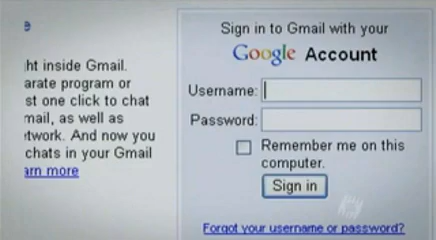 ht inside Gmail.
arate program or
st one click to chat
mail, as well as
twork. And now you
chats in your Gmail
arn more
Sign in to Gmail with your
Google Account
Username:
Password:
Remember me on this
computer.
Sign in
Forgot your username or password?